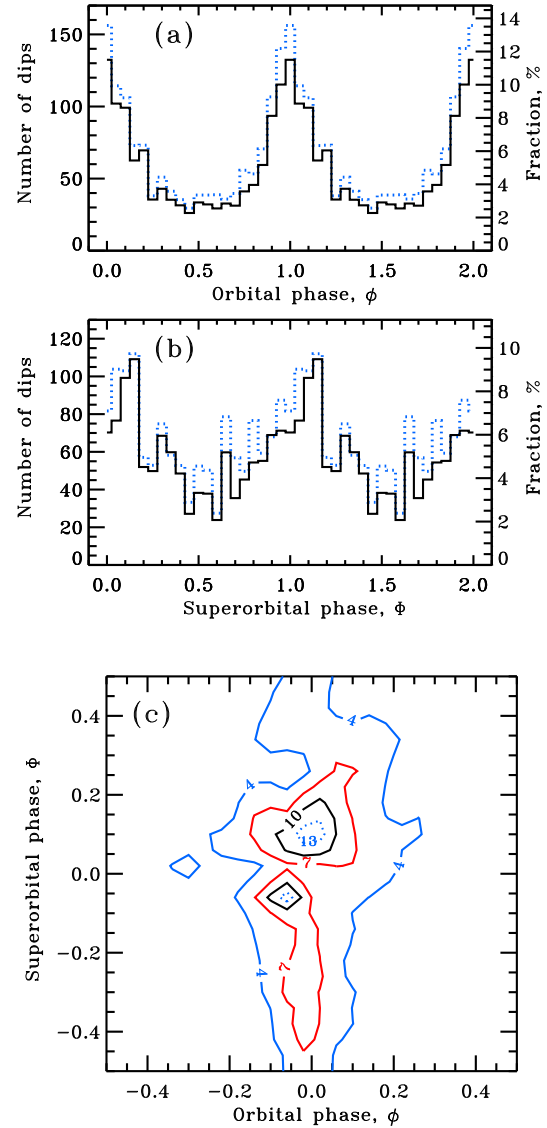 (a)
Number of dips
150
100
50
0
14
12
10
8
6
4
2
0
Fraction, %
0.0 0.5 1.0 1.5 2.0
Orbital phase, ϕ
(b)
Number of dips
120
100
80
60
40
20
0
10
8
6
4
2
0
Fraction, %
0.0 0.5 1.0 1.5 2.0
Superorbital phase, Φ
(c)
Superorbital phase, Φ
0.4
0.2
0.0
−0.2
−0.4
4
4
10
13
7
4
4
7
−0.4 −0.2 0.0 0.2 0.4
Orbital phase, ϕ